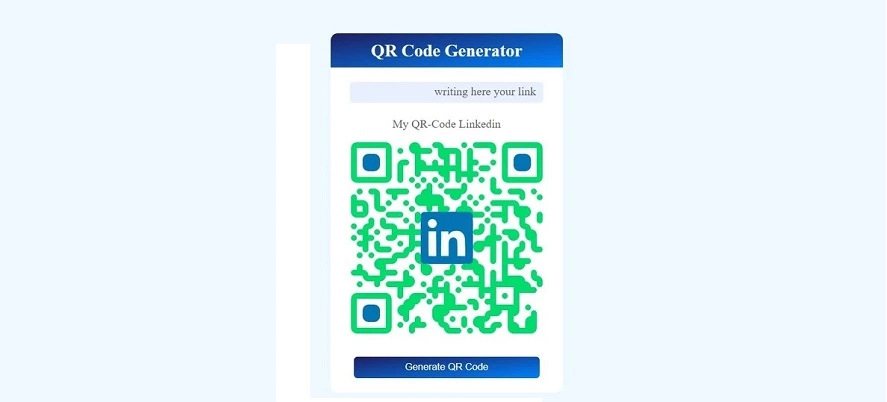 QR Code Generator
writing here your link
My QR-Code Linkedin
in
Generate QR Code